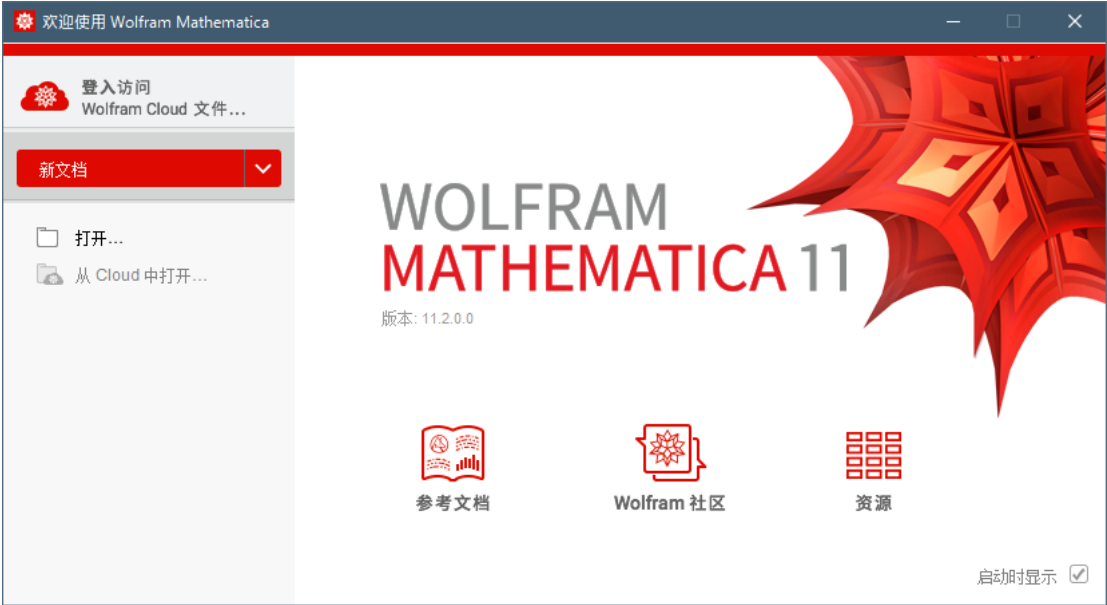 欢迎使用 Wolfram Mathematica
登入访问
Wolfram Cloud 文件...
新文档
打开...
从 Cloud 中打开...
WOLFRAM
MATHEMATICA 11
版本: 11.2.0.0
参考文档
Wolfram 社区
资源
启动时显示